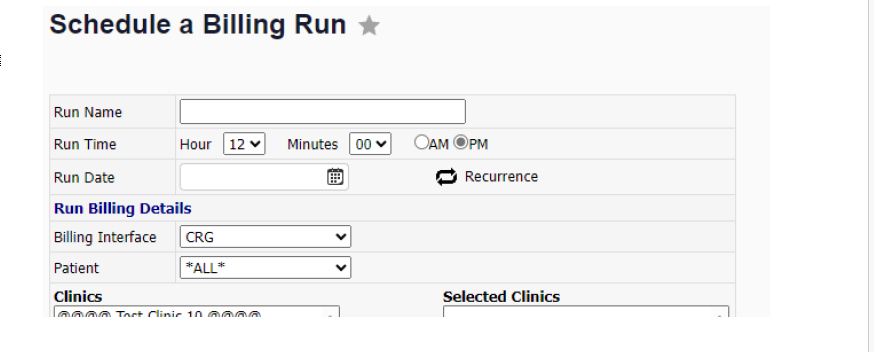 Schedule a Billing Run
Run Name
Run Time Hour 12 Minutes 00 AM PM
Run Date Recurrence
Run Billing Details
Billing Interface CRG
Patient *ALL*
Clinics Selected Clinics
@@@@ Test Clinic 10 @@@@